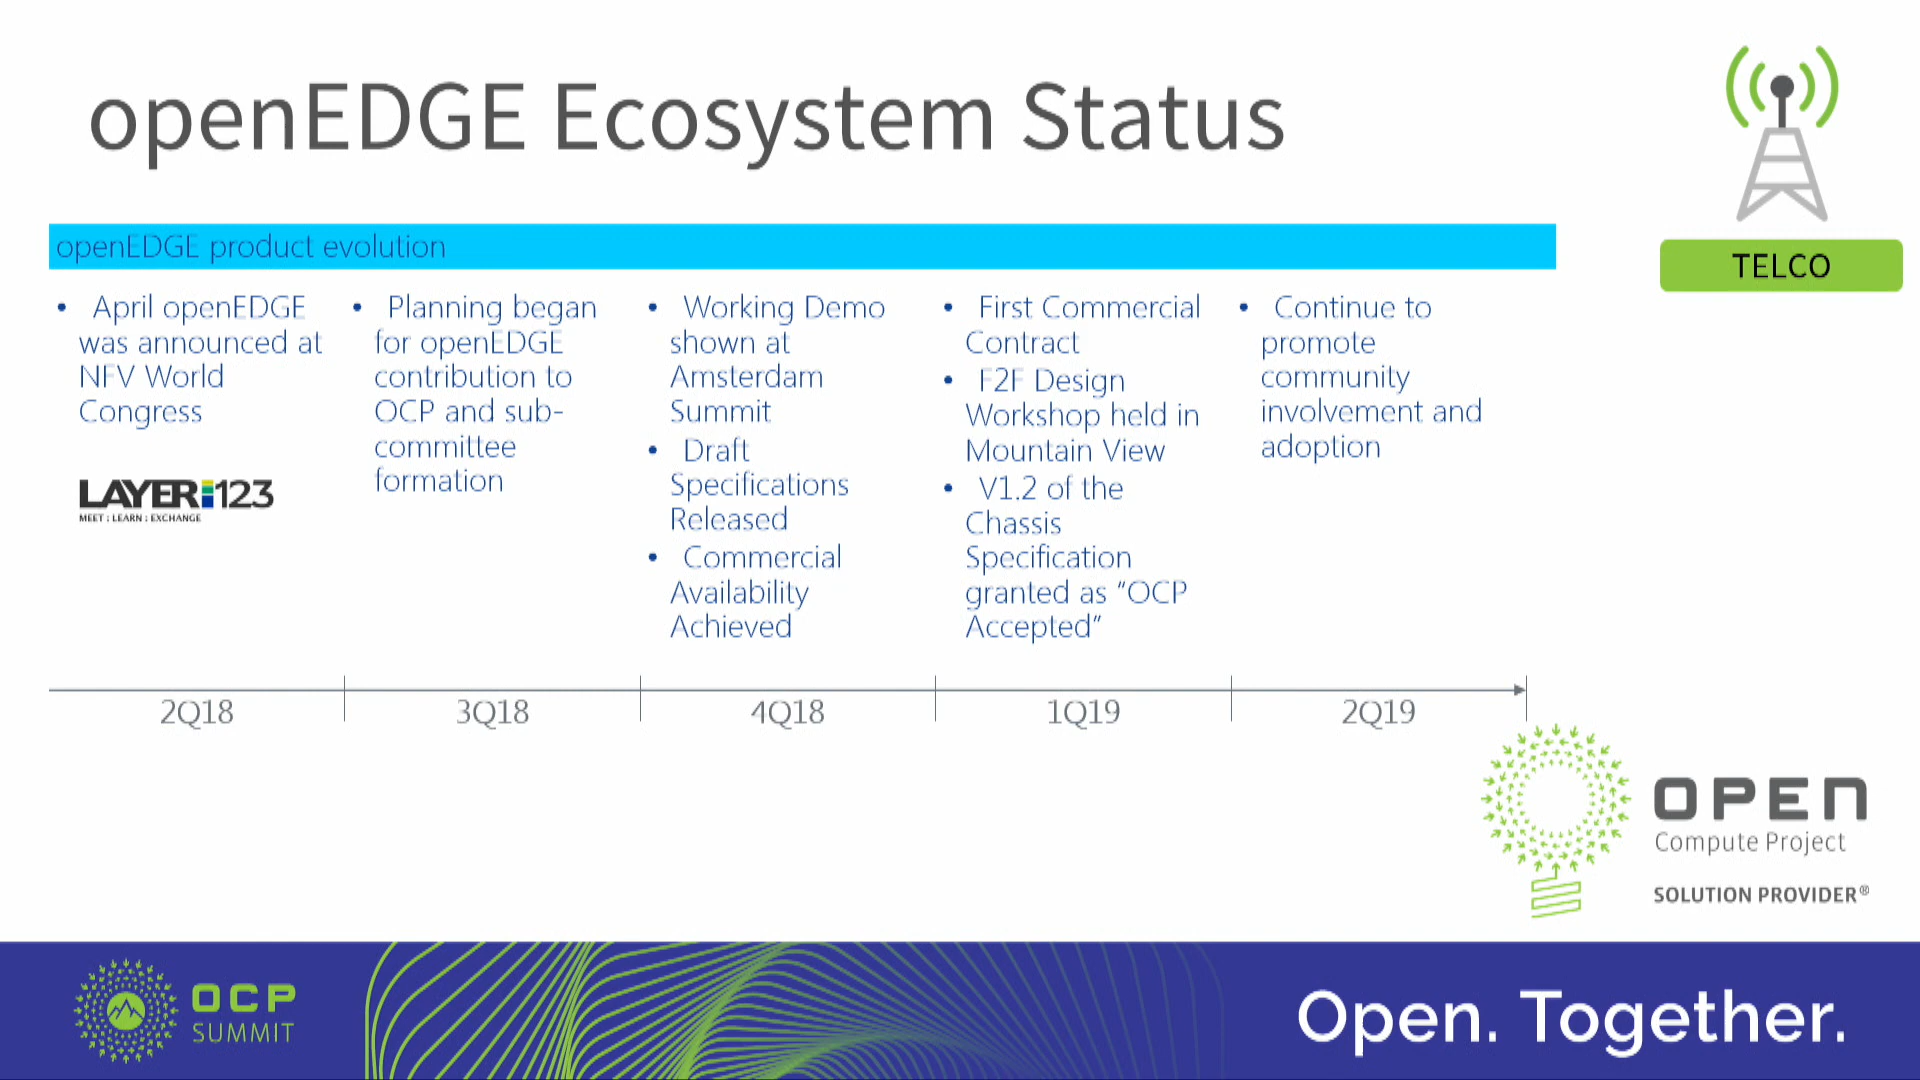 openEDGE Ecosystem Status
TELCO
openEDGE product evolution
• April openEDGE
was announced at
NFV World
Congress
LAYER123
MEET : LEARN : EXCHANGE
• Planning began
for openEDGE
contribution to
OCP and sub-
committee
formation
• Working Demo
shown at
Amsterdam
Summit
• Draft
Specifications
Released
• Commercial
Availability
Achieved
• First Commercial
Contract
• F2F Design
Workshop held in
Mountain View
• V1.2 of the
Chassis
Specification
granted as “OCP
Accepted”
• Continue to
promote
community
involvement and
adoption
2Q18
3Q18
4Q18
1Q19
2Q19
OPEN
Compute Project
SOLUTION PROVIDER®
OCP
SUMMIT
Open. Together.